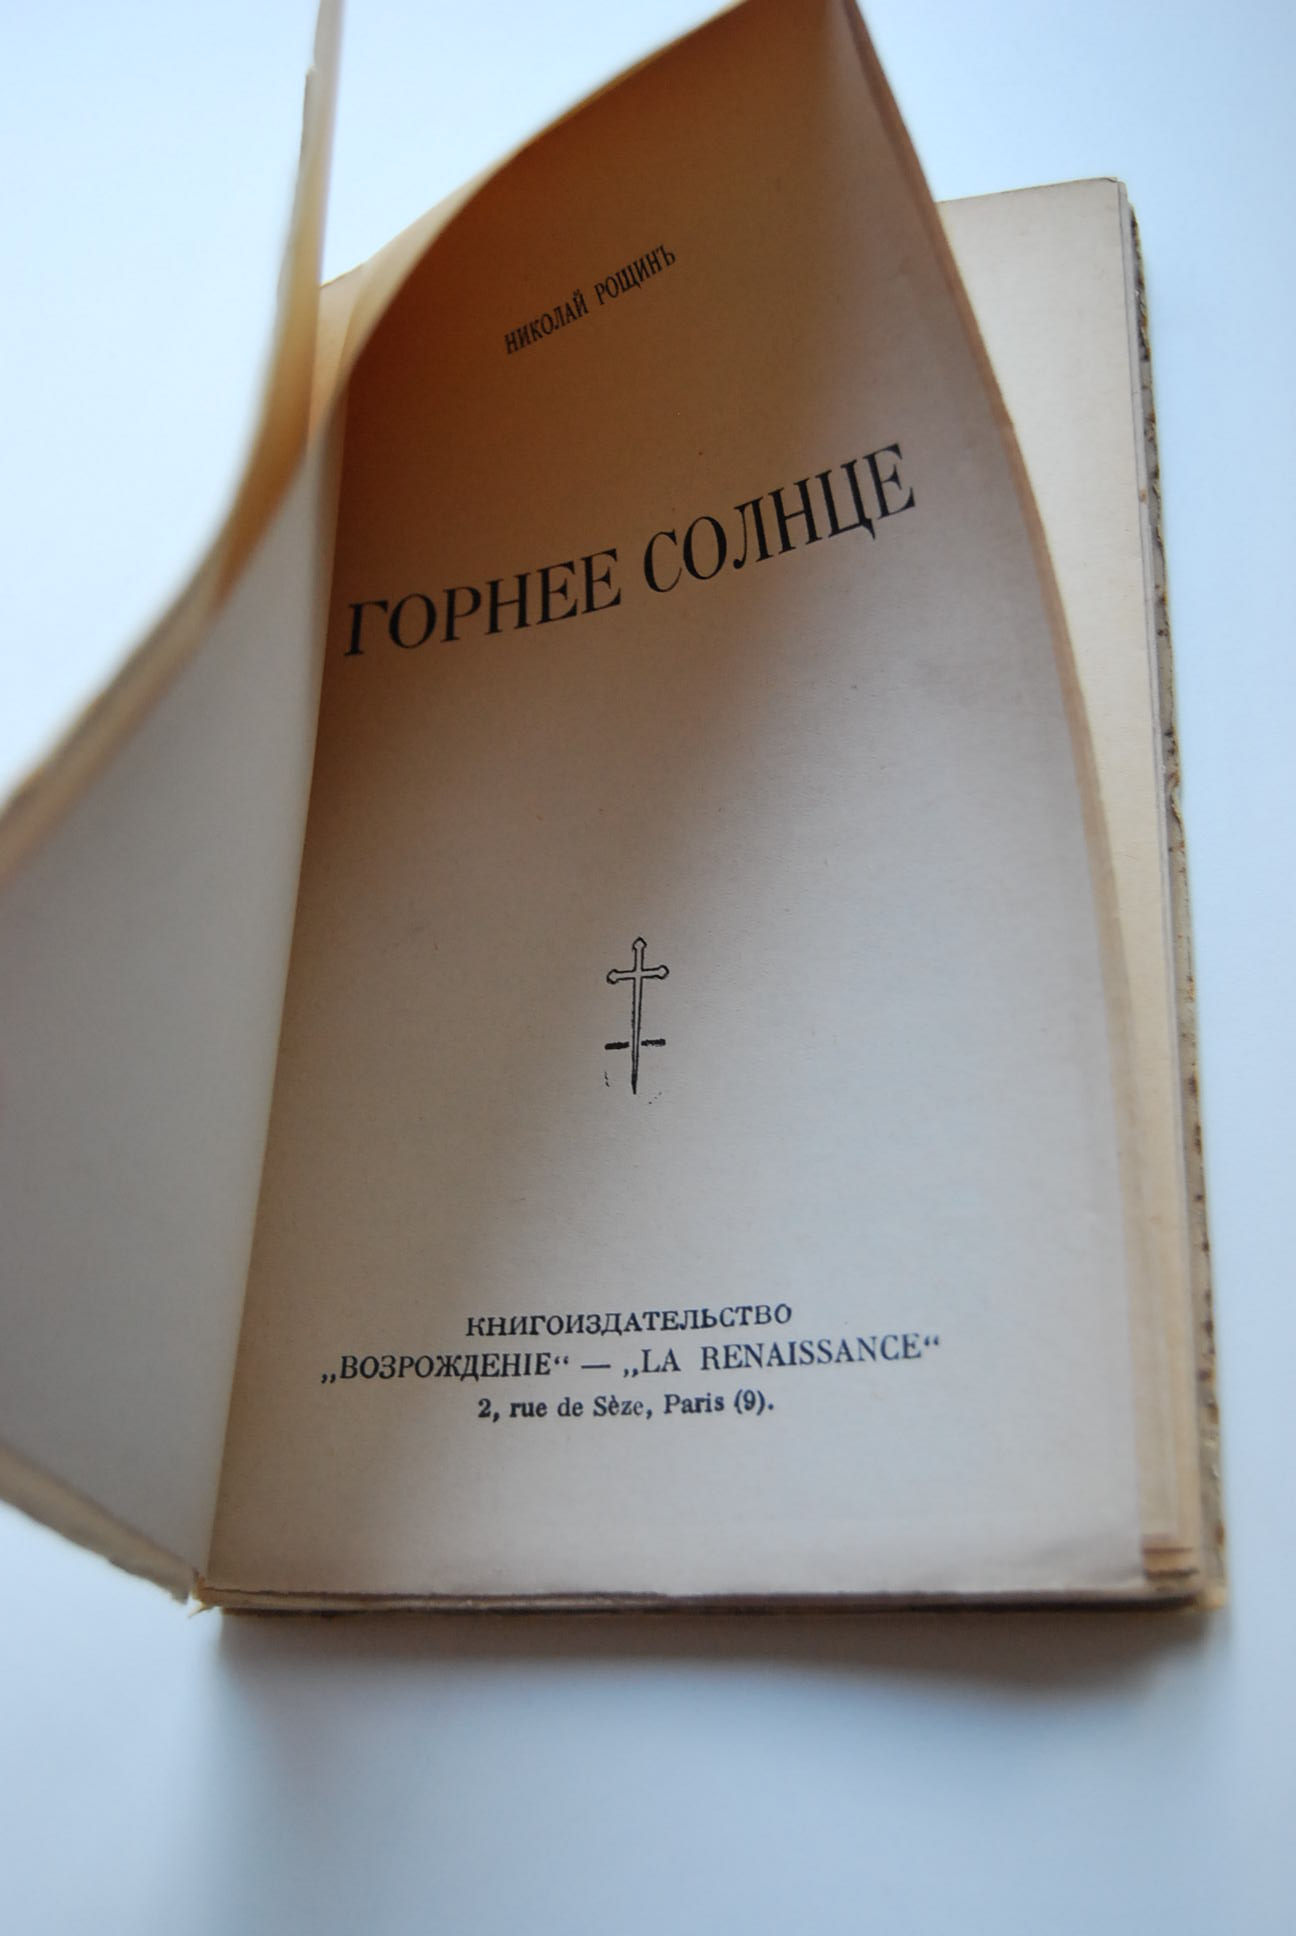 НИКОЛАЙ РОЩИНЪ
ГОРНЕЕ СОЛНЦЕ
КНИГОИЗДАТЕЛЬСТВО
„ВОЗРОЖДЕНІЕ“ — „LA RENAISSANCE“
2, rue de Sèze, Paris (9).